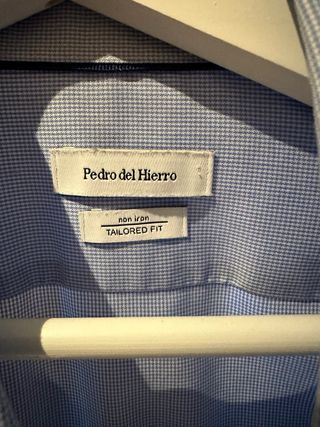 Pedro del Hierro
non iron
TAILORED FIT